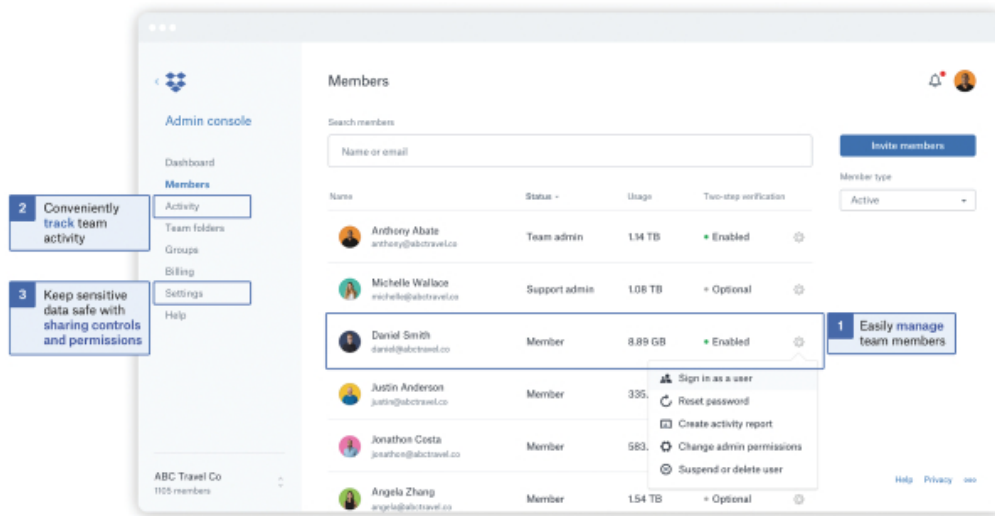 Members
Admin console
Search members
Name or email
Invite members
Member type
Active
Dashboard
Members
Activity
Team folders
Groups
Billing
Settings
Help
2 Conveniently
track team
activity
3 Keep sensitive
data safe with
sharing controls
and permissions
Name Status Usage Two-step verification
Anthony Abate Team admin 1.14 TB Enabled
anthony@abctravel.co
Michelle Wallace Support admin 1.08 TB Optional
michelle@abctravel.co
Daniel Smith Member 8.89 GB Enabled
daniel@abctravel.co
1 Easily manage
team members
Sign in as a user
Reset password
Create activity report
Change admin permissions
Suspend or delete user
Justin Anderson Member 335.
justin@abctravel.co
Jonathon Costa Member 583.
jonathon@abctravel.co
Angela Zhang Member 1.54 TB Optional
angela@abctravel.co
ABC Travel Co
1105 members
Help Privacy